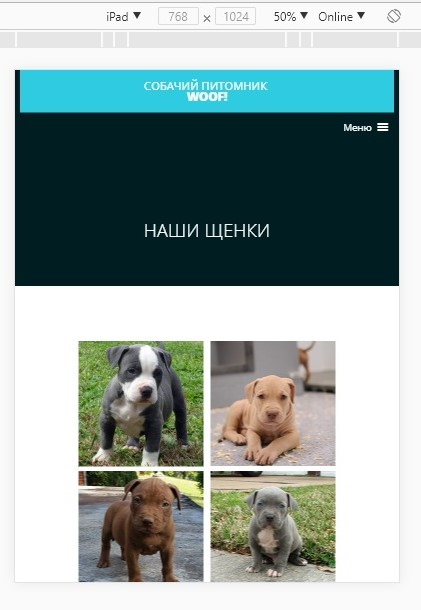 iPad ▼ 768 × 1024 50% ▼ Online ▼
СОБАЧИЙ ПИТОМНИК
WOOF!
Меню
НАШИ ЩЕНКИ